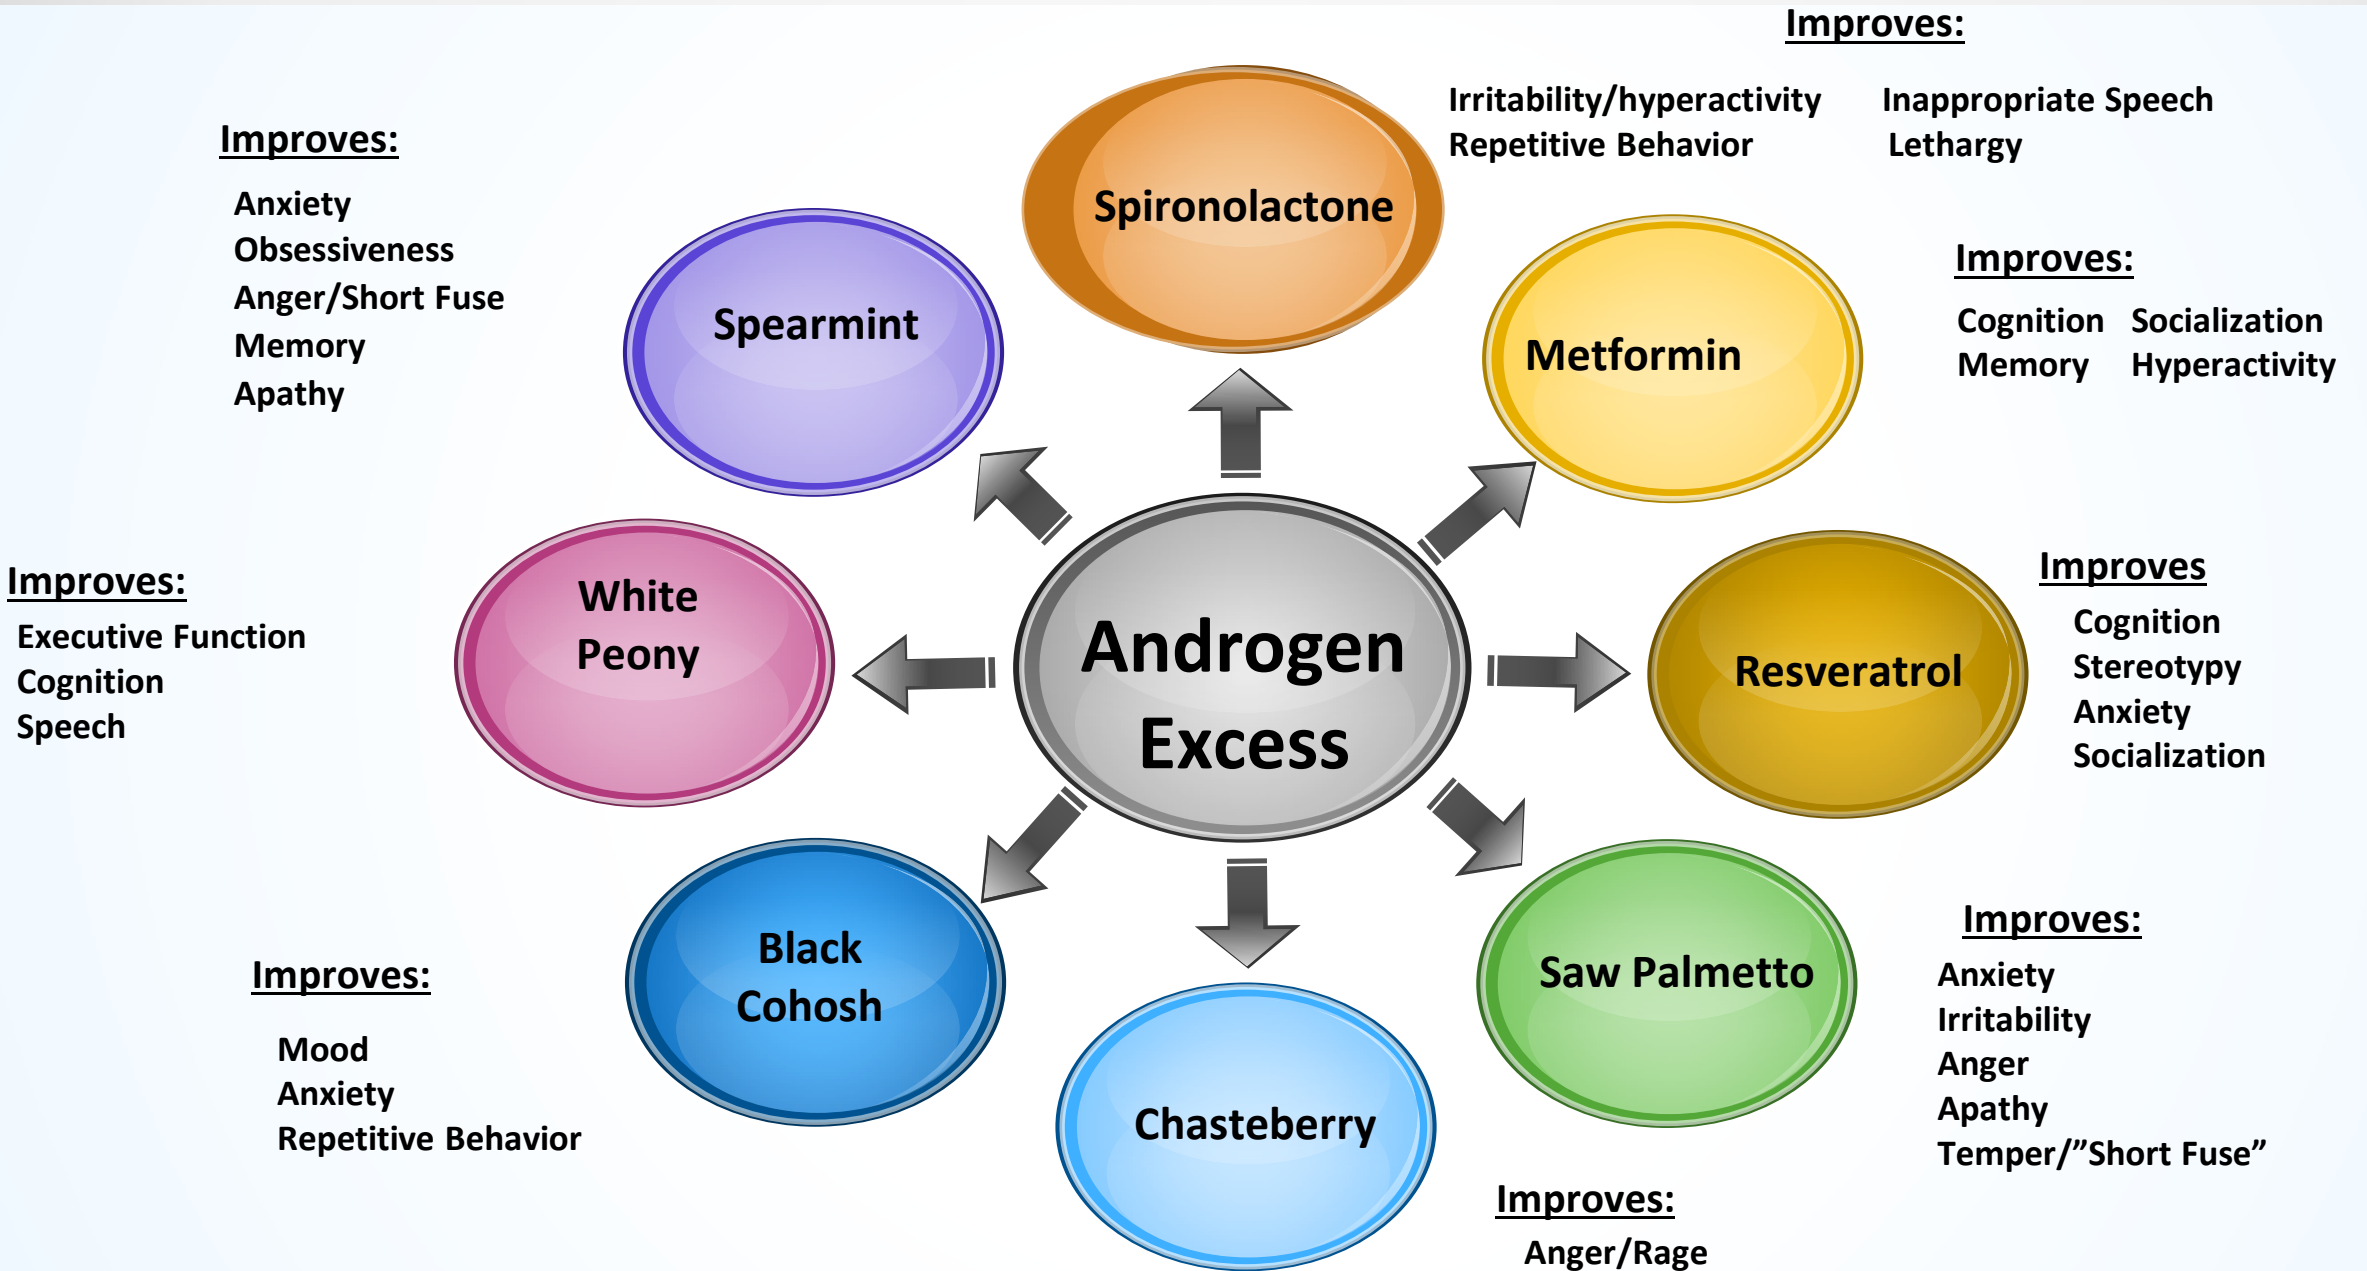 Improves:
Irritability/hyperactivity Inappropriate Speech
Repetitive Behavior Lethargy
Spironolactone
Improves:
Anxiety
Obsessiveness
Anger/Short Fuse
Memory
Apathy
Spearmint
Metformin
Improves:
Cognition Socialization
Memory Hyperactivity
Improves:
Executive Function
Cognition
Speech
White
Peony
Androgen
Excess
Resveratrol
Improves
Cognition
Stereotypy
Anxiety
Socialization
Improves:
Mood
Anxiety
Repetitive Behavior
Black
Cohosh
Chasteberry
Improves:
Anger/Rage
Saw Palmetto
Improves:
Anxiety
Irritability
Anger
Apathy
Temper/”Short Fuse”